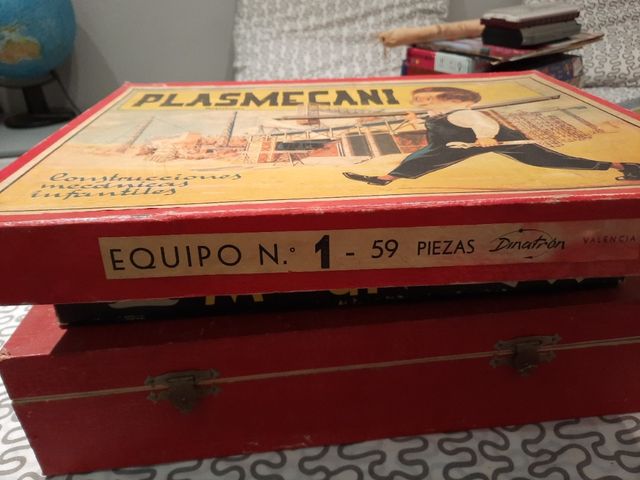 PLASMECANI
Construcciones
mecánicas
infantiles
EQUIPO N.° 1 - 59 PIEZAS Dinatrón VALENCIA